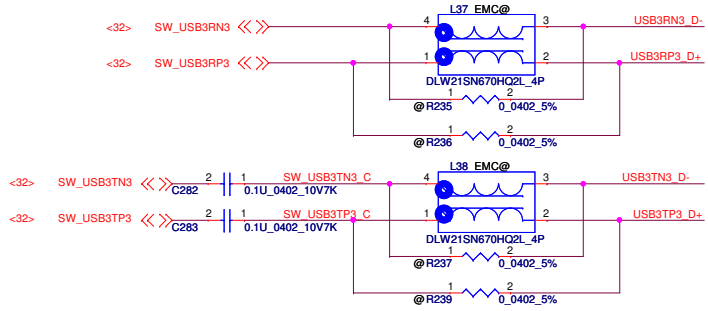 L37 EMC@
<32> SW_USB3RN3 4 3 USB3RN3_D-
<32> SW_USB3RP3 1 2 USB3RP3_D+
DLW21SN670HQ2L_4P
1 2
@R235 0_0402_5%
1 2
@R236 0_0402_5%
L38 EMC@
<32> SW_USB3TN3 2 1 SW_USB3TN3_C 4 3 USB3TN3_D-
C282 0.1U_0402_10V7K
<32> SW_USB3TP3 2 1 SW_USB3TP3_C 1 2 USB3TP3_D+
C283 0.1U_0402_10V7K
DLW21SN670HQ2L_4P
1 2
@R237 0_0402_5%
1 2
@R239 0_0402_5%